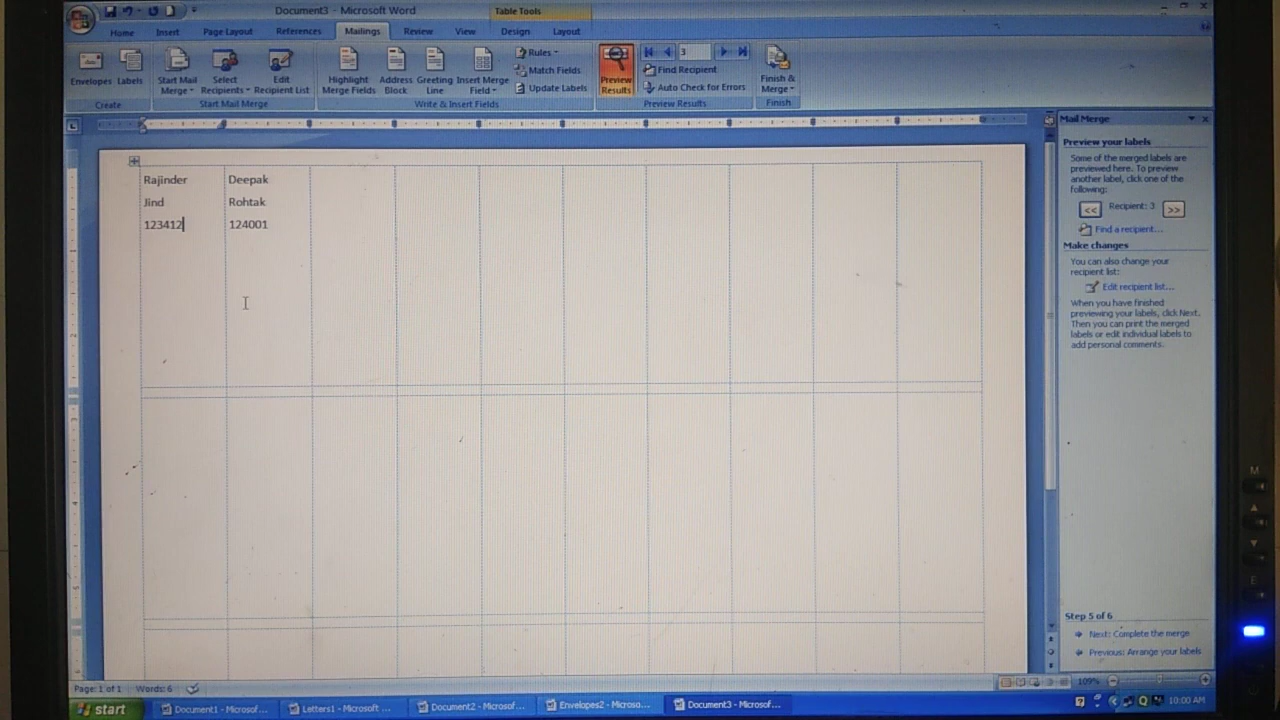 Document3 - Microsoft Word
Table Tools
Home Insert Page Layout References Mailings Review View Design Layout
Envelopes Labels
Start Mail Merge
Select Recipients
Edit Recipient List
Highlight Merge Fields
Address Block
Greeting Line
Insert Merge Field
Rules
Match Fields
Update Labels
Preview Results
3
Find Recipient
Auto Check for Errors
Finish & Merge
Create
Start Mail Merge
Write & Insert Fields
Preview Results
Finish
Rajinder Deepak
Jind Rohtak
123412 124001
Mail Merge
Preview your labels
Some of the merged labels are
previewed here. To preview
another label, click one of the
following:
<< Recipient: 3 >>
Find a recipient...
Make changes
You can also change your
recipient list:
Edit recipient list...
When you have finished
previewing your labels, click Next.
Then you can print the merged
labels or edit individual labels to
add personal comments.
Step 5 of 6
Next: Complete the merge
Previous: Arrange your labels
Page: 1 of 1 Words: 6
109%
start
Document1 - Microsof...
Letters1 - Microsoft ...
Document2 - Microsof...
Envelopes2 - Microso...
Document3 - Microsof...
10:00 AM
M
E